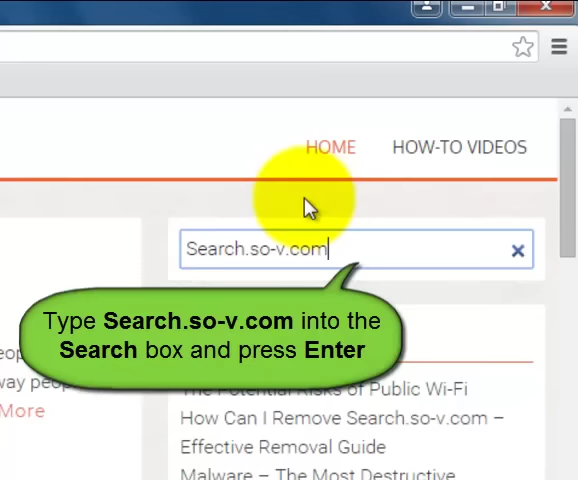 HOME HOW-TO VIDEOS
Search.so-v.com
Type Search.so-v.com into the
Search box and press Enter
way
More
The Potential Risks of Public Wi-Fi
How Can I Remove Search.so-v.com –
Effective Removal Guide
Malware – The Most Destructive